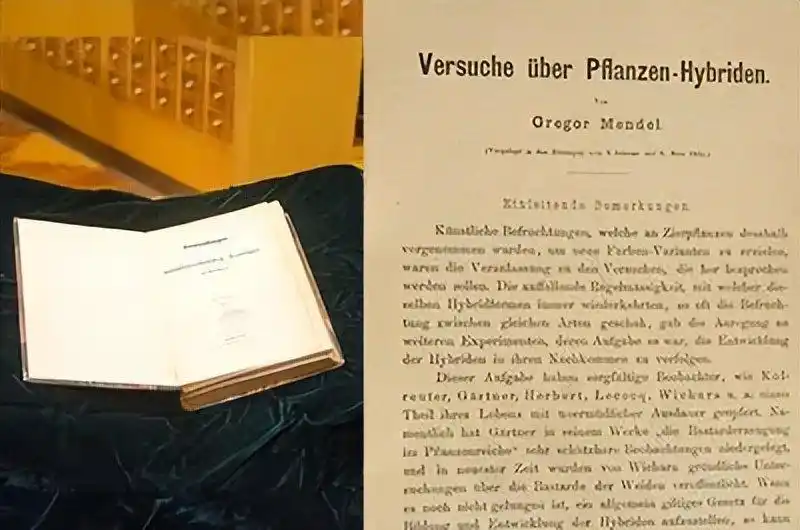 Versuche über Pflanzen-Hybriden.
Von
Gregor Mendel
(Vorgelegt in den Sitzungen vom
Einleitende Bemerkungen
Künstliche Befruchtungen, welche an Zierpflanzen desshalb
vorgenommen wurden, um neue Farben-Varianten zu erzielen,
waren die Veranlassung zu den Versuchen, die her besprochen
werden sollen. Die auffallende Regelmässigkeit, mit welcher die-
selben Hybridformen immer wiederkehrten, so oft die Befruch-
tung zwischen gleichen Arten geschah, gab die Anregung zu
weiteren Experimenten, deren Aufgabe es war, die Entwicklung
der Hybriden in ihren Nachkommen zu verfolgen.
Dieser Aufgabe haben sorgfältige Beobachter, wie Köl-
reuter, Gärtner, Herbert, Lecocq, Wichura u. a. einen
Theil ihres Lebens mit unermüdlicher Ausdauer geopfert. Na-
mentlich hat Gärtner in seinem Werke „die Bastarderzeugung
im Pflanzenreiche“ sehr schätzbare Beobachtungen niedergelegt,
und in neuester Zeit wurden von Wichura gründliche Unter-
suchungen über die Bastarde der Weiden veröffentlicht. Wenn
es noch nicht gelungen ist, ein allgemein giltiges Gesetz für die
Bildung und Entwicklung der Hybriden aufzustellen, so kann